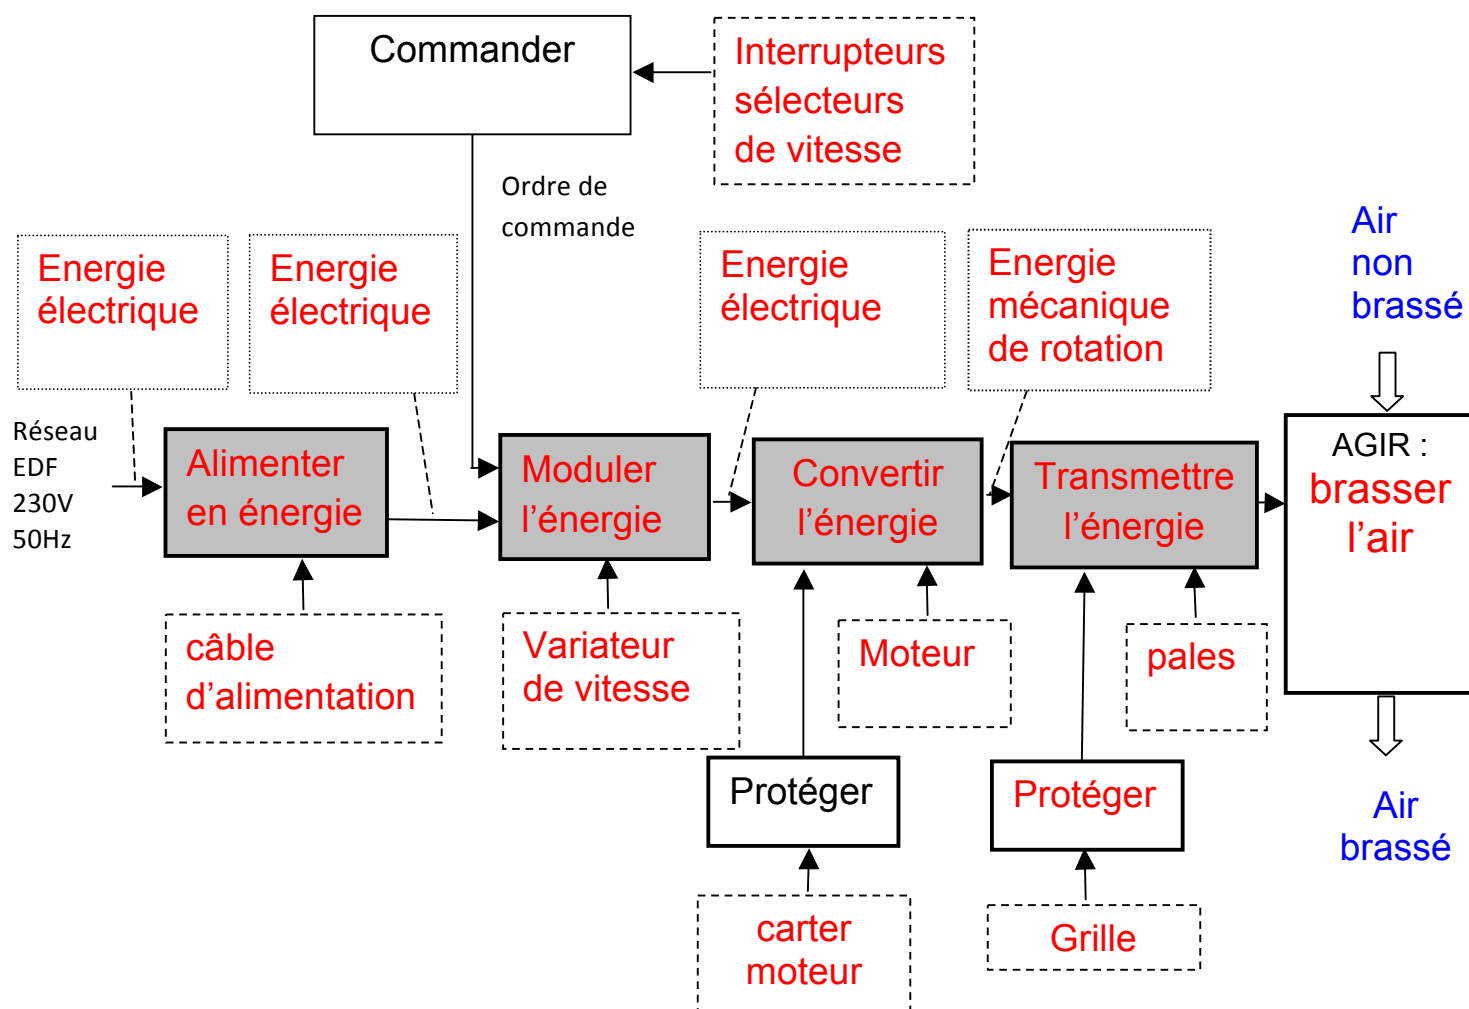 Commander
Interrupteurs
sélecteurs
de vitesse
Ordre de
commande
Energie
électrique
Energie
électrique
Energie
électrique
Energie
mécanique
de rotation
Air
non
brassé
Réseau
EDF
230V
50Hz
Alimenter
en énergie
Moduler
l’énergie
Convertir
l’énergie
Transmettre
l’énergie
AGIR :
brasser
l’air
câble
d’alimentation
Variateur
de vitesse
Moteur
pales
Protéger
Protéger
Air
brassé
carter
moteur
Grille